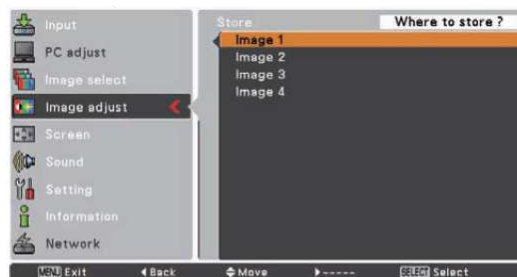 Input
PC adjust
Image select
Image adjust
Screen
Sound
Setting
Information
Network
Store
Where to store ?
Image 1
Image 2
Image 3
Image 4
MENU Exit
Back
Move
-----
SELECT Select